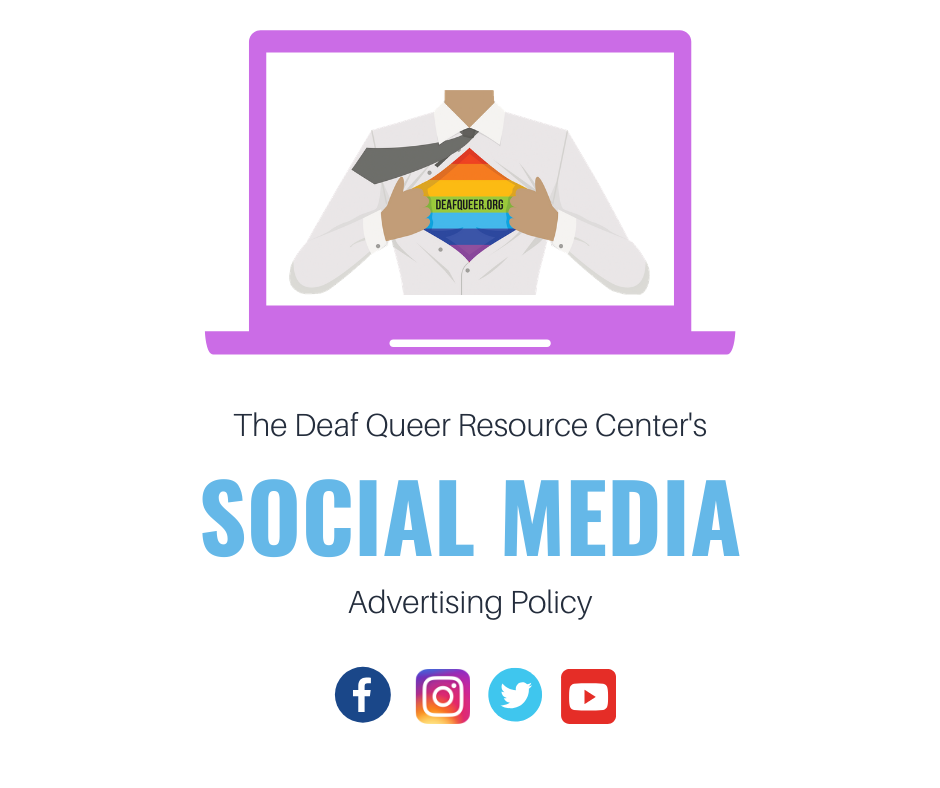 DEAFQUEER.ORG
The Deaf Queer Resource Center's
SOCIAL MEDIA
Advertising Policy